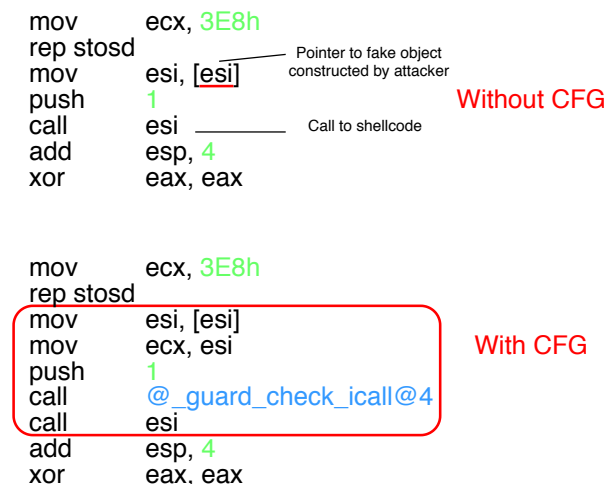 mov ecx, 3E8h
rep stosd
mov esi, [esi]
Pointer to fake object
constructed by attacker
push 1
Without CFG
call esi
Call to shellcode
add esp, 4
xor eax, eax
mov ecx, 3E8h
rep stosd
mov esi, [esi]
mov ecx, esi
With CFG
push 1
call @_guard_check_icall@4
call esi
add esp, 4
xor eax, eax